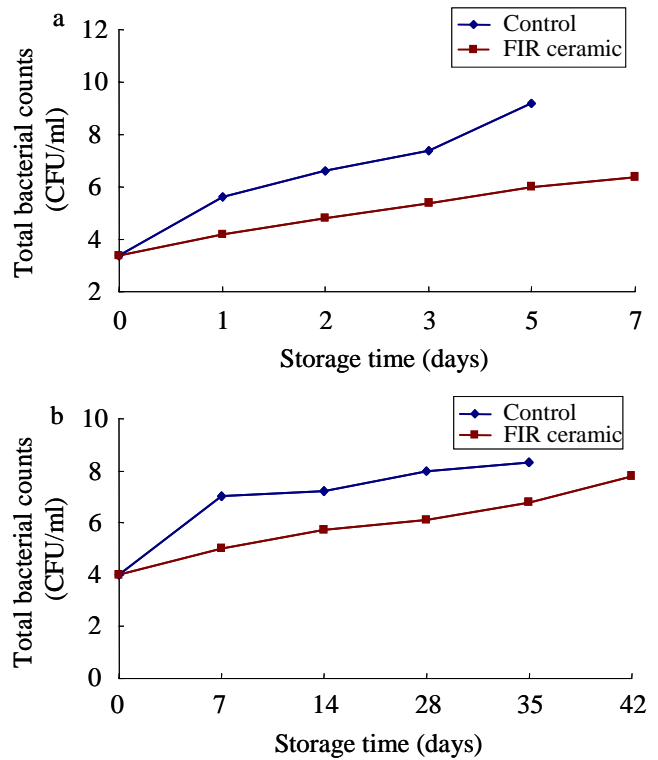 a
Control
FIR ceramic
Total bacterial counts
(CFU/ml)
12
10
8
6
4
2
0 1 2 3 5 7
Storage time (days)
b
Control
FIR ceramic
Total bacterial counts
(CFU/ml)
10
8
6
4
2
0
0 7 14 28 35 42
Storage time (days)